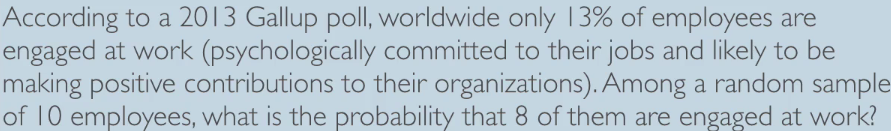 According to a 2013 Gallup poll, worldwide only 13% of employees are
engaged at work (psychologically committed to their jobs and likely to be
making positive contributions to their organizations). Among a random sample
of 10 employees, what is the probability that 8 of them are engaged at work?